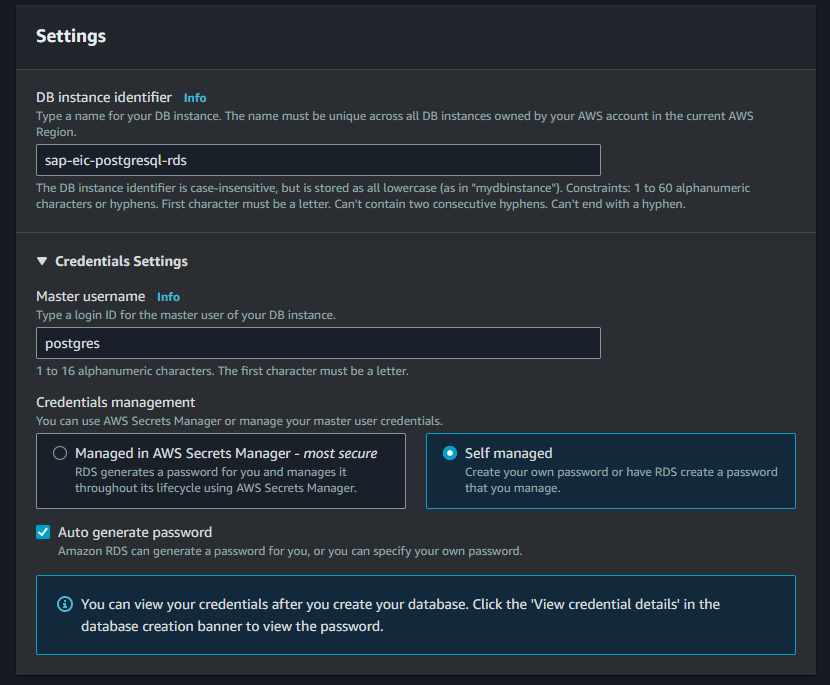 Settings
DB instance identifier Info
Type a name for your DB instance. The name must be unique across all DB instances owned by your AWS account in the current AWS
Region.
sap-eic-postgresql-rds
The DB instance identifier is case-insensitive, but is stored as all lowercase (as in "mydbinstance"). Constraints: 1 to 60 alphanumeric
characters or hyphens. First character must be a letter. Can't contain two consecutive hyphens. Can't end with a hyphen.
Credentials Settings
Master username Info
Type a login ID for the master user of your DB instance.
postgres
1 to 16 alphanumeric characters. The first character must be a letter.
Credentials management
You can use AWS Secrets Manager or manage your master user credentials.
Managed in AWS Secrets Manager - most secure
RDS generates a password for you and manages it
throughout its lifecycle using AWS Secrets Manager.
Self managed
Create your own password or have RDS create a password
that you manage.
Auto generate password
Amazon RDS can generate a password for you, or you can specify your own password.
You can view your credentials after you create your database. Click the 'View credential details' in the
database creation banner to view the password.